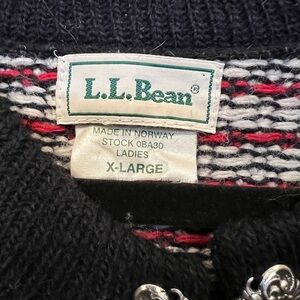 L.L.Bean®
MADE IN NORWAY
STOCK 0BA30
LADIES
X-LARGE